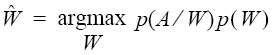 Ŵ = argmax p(A/W)p(W)
W